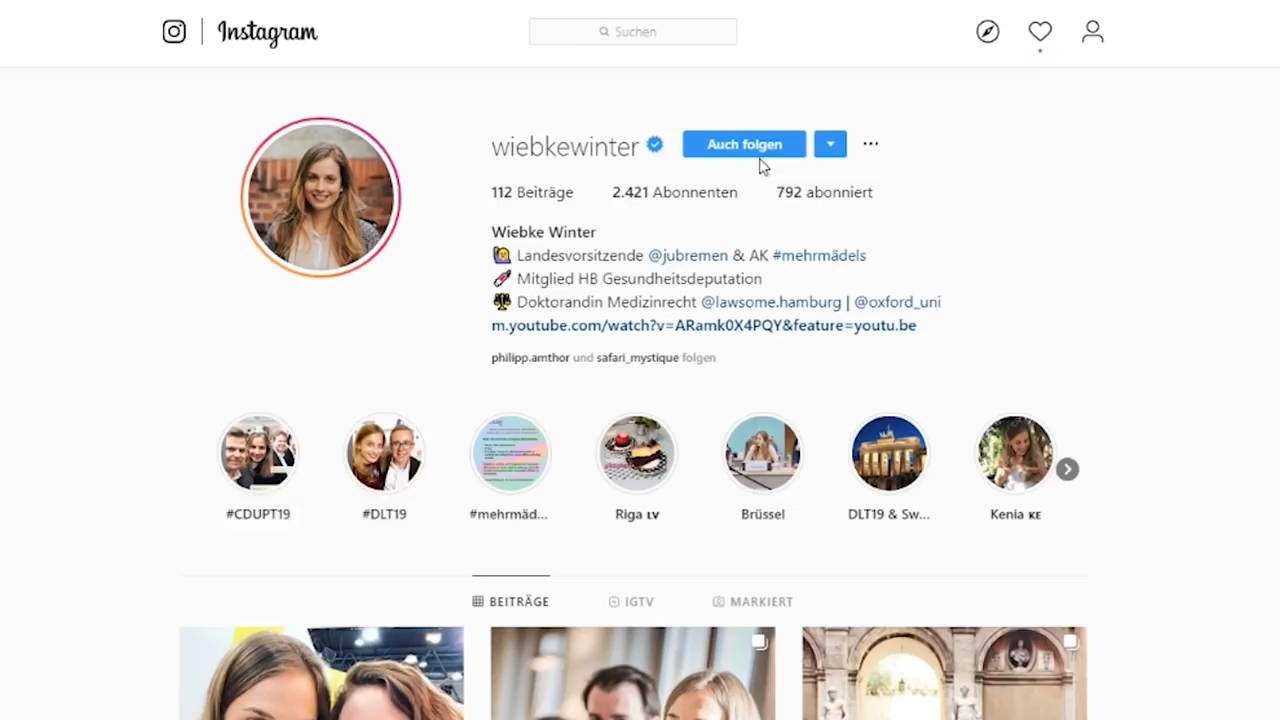 Instagram
Suchen
wiebkewinter
Auch folgen
112 Beiträge 2.421 Abonnenten 792 abonniert
Wiebke Winter
Landesvorsitzende @jubremen & AK #mehrmädels
Mitglied HB Gesundheitsdeputation
Doktorandin Medizinrecht @lawsome.hamburg | @oxford_uni
m.youtube.com/watch?v=ARamk0X4PQY&feature=youtu.be
philipp.amthor und safari_mystique folgen
#CDUPT19 #DLT19 #mehrmäd... Riga LV Brüssel DLT19 & Sw... Kenia KE
BEITRÄGE IGTV MARKIERT